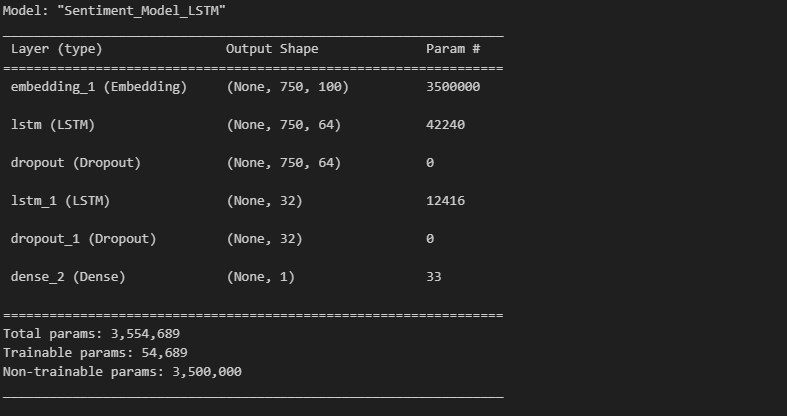 Model: "Sentiment_Model_LSTM"
Layer (type) Output Shape Param #
embedding_1 (Embedding) (None, 750, 100) 3500000
lstm (LSTM) (None, 750, 64) 42240
dropout (Dropout) (None, 750, 64) 0
lstm_1 (LSTM) (None, 32) 12416
dropout_1 (Dropout) (None, 32) 0
dense_2 (Dense) (None, 1) 33
Total params: 3,554,689
Trainable params: 54,689
Non-trainable params: 3,500,000